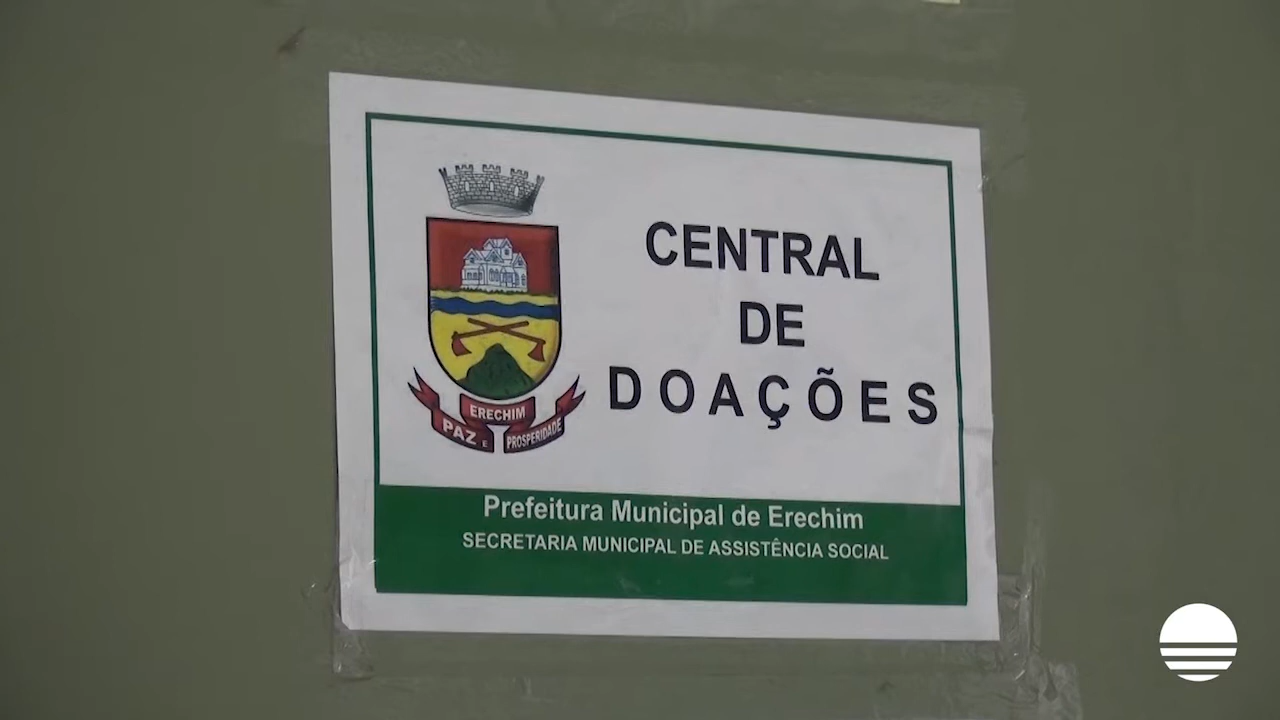 CENTRAL
DE
DOAÇÕES
ERECHIM
PAZ E PROSPERIDADE
Prefeitura Municipal de Erechim
SECRETARIA MUNICIPAL DE ASSISTÊNCIA SOCIAL